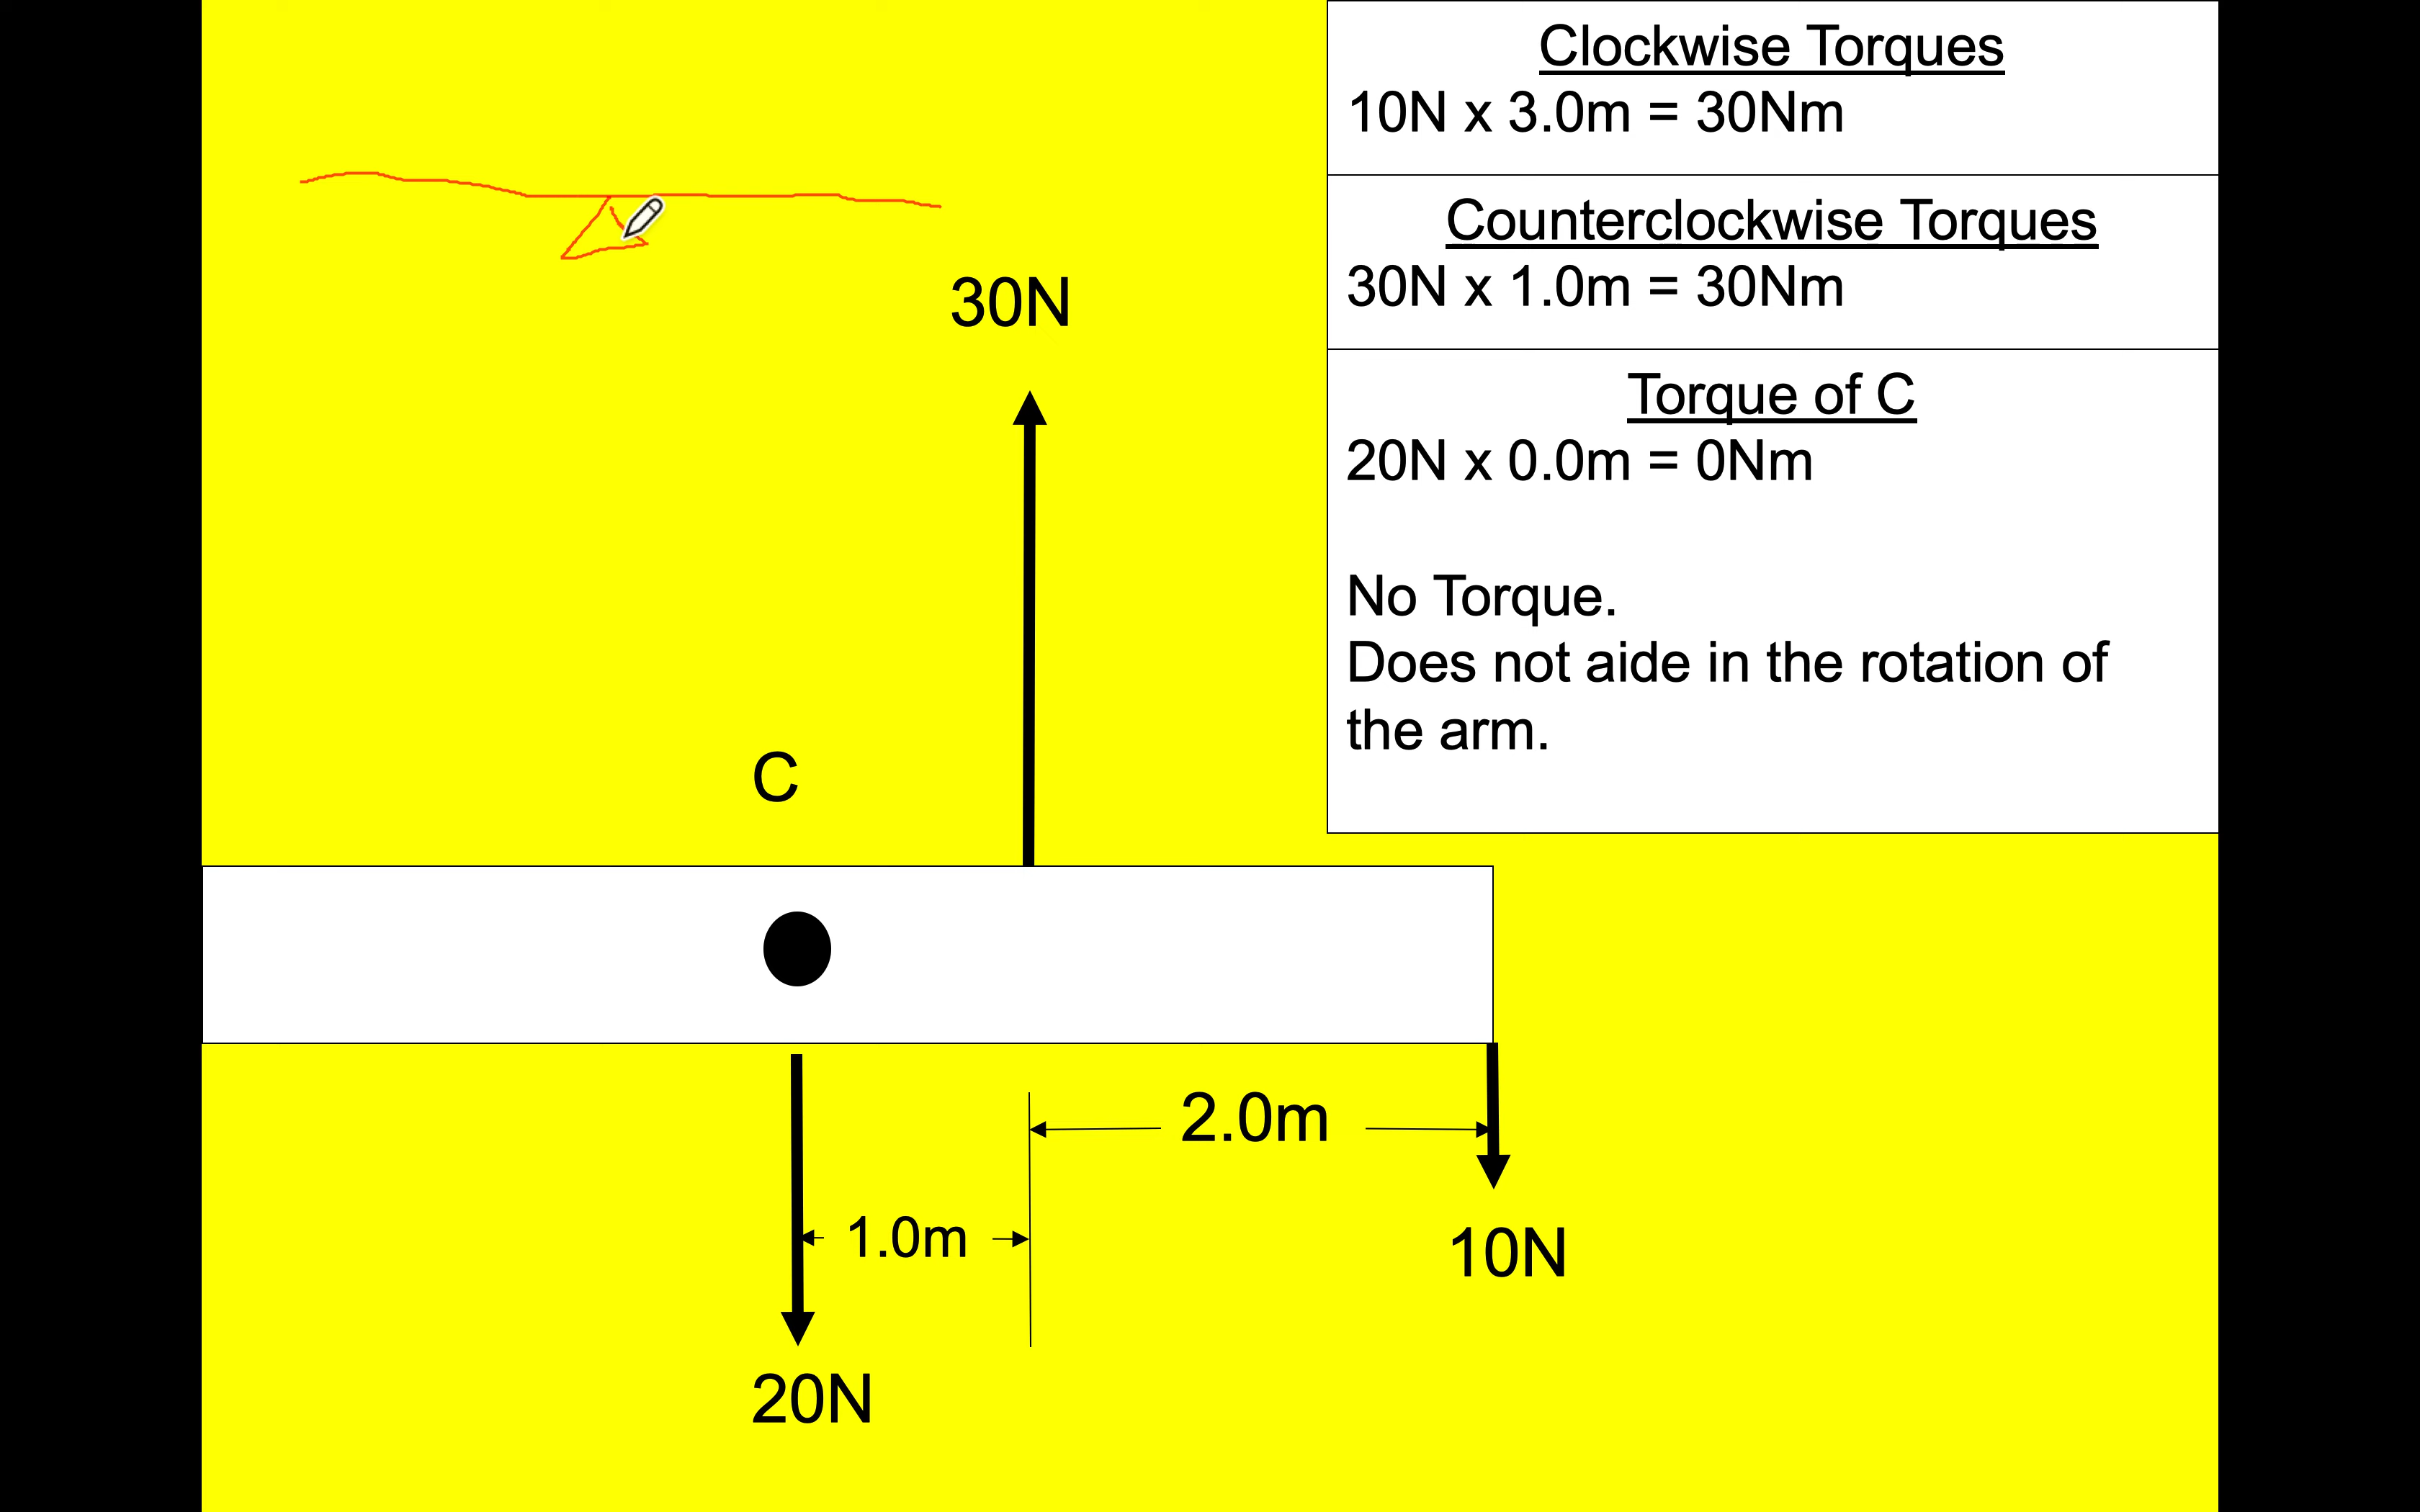 Clockwise Torques
10N x 3.0m = 30Nm
Counterclockwise Torques
30N x 1.0m = 30Nm
Torque of C
20N x 0.0m = 0Nm
No Torque.
Does not aide in the rotation of
the arm.
30N
C
2.0m
1.0m
10N
20N